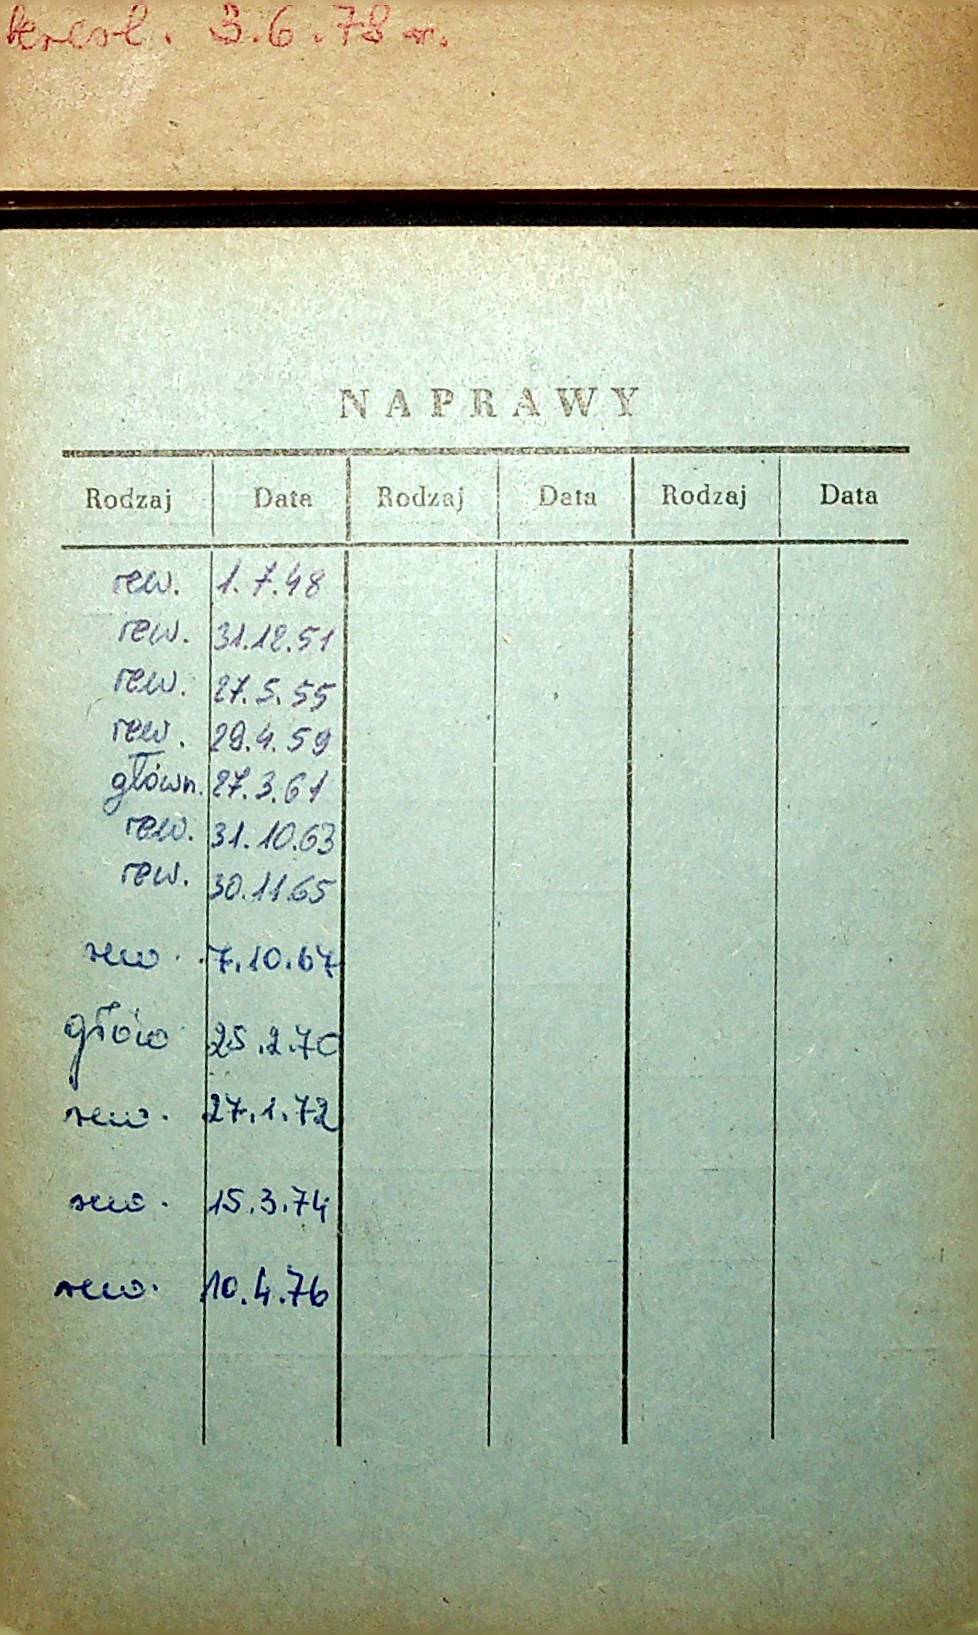 kresl. 3.6.78 r.
NAPRAWY
Rodzaj Data Rodzaj Data Rodzaj Data
rew. 1.7.48
rew. 31.12.51
rew. 27.5.55
rew. 29.4.59
główn. 27.3.61
rew. 31.10.63
rew. 30.11.65
rew. 7.10.67
głów 25.2.70
rew. 27.1.72
rew. 15.3.74
rew. 10.4.76